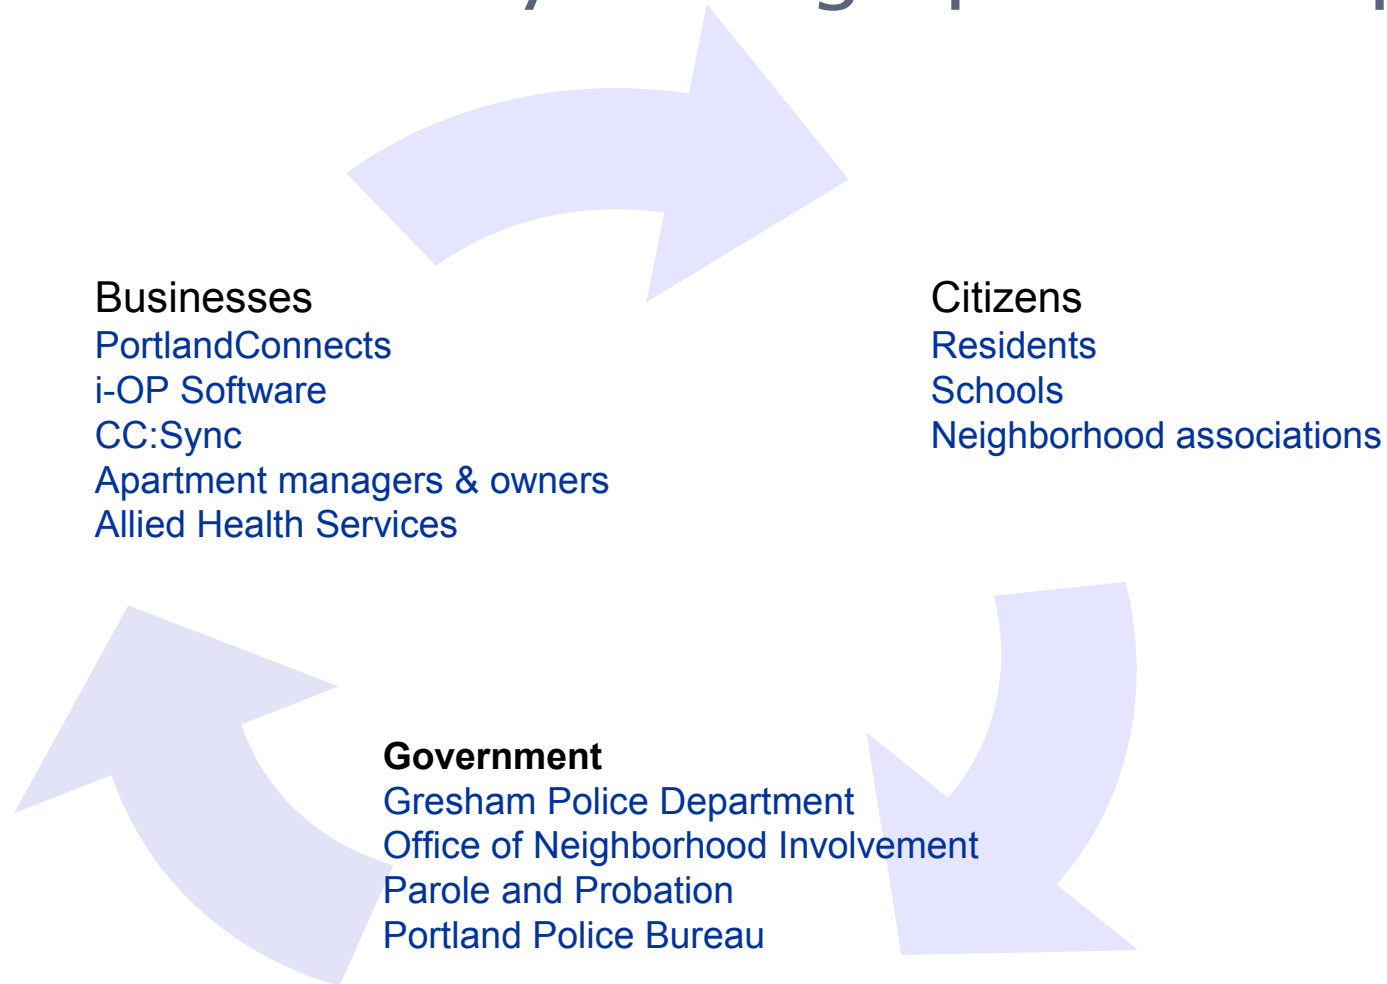 Businesses
PortlandConnects
i-OP Software
CC:Sync
Apartment managers & owners
Allied Health Services
Citizens
Residents
Schools
Neighborhood associations
Government
Gresham Police Department
Office of Neighborhood Involvement
Parole and Probation
Portland Police Bureau